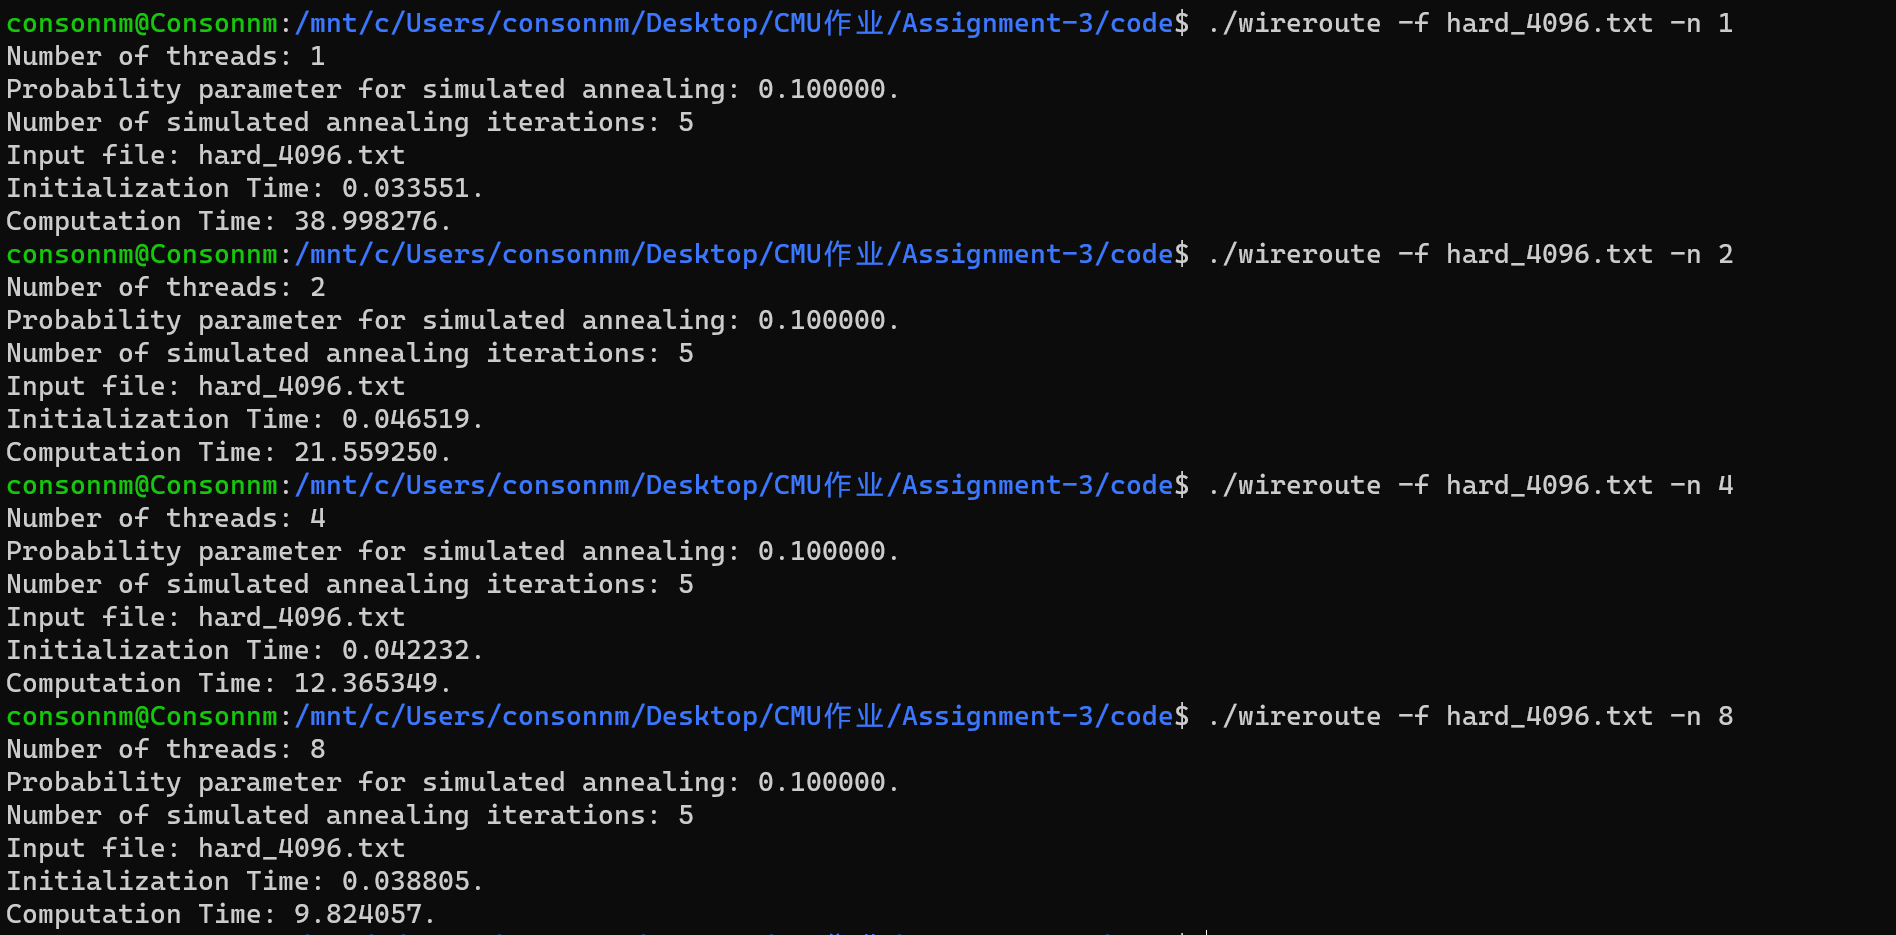 consonnm@Consonnm:/mnt/c/Users/consonnm/Desktop/CMU作业/Assignment-3/code$ ./wireroute -f hard_4096.txt -n 1
Number of threads: 1
Probability parameter for simulated annealing: 0.100000.
Number of simulated annealing iterations: 5
Input file: hard_4096.txt
Initialization Time: 0.033551.
Computation Time: 38.998276.
consonnm@Consonnm:/mnt/c/Users/consonnm/Desktop/CMU作业/Assignment-3/code$ ./wireroute -f hard_4096.txt -n 2
Number of threads: 2
Probability parameter for simulated annealing: 0.100000.
Number of simulated annealing iterations: 5
Input file: hard_4096.txt
Initialization Time: 0.046519.
Computation Time: 21.559250.
consonnm@Consonnm:/mnt/c/Users/consonnm/Desktop/CMU作业/Assignment-3/code$ ./wireroute -f hard_4096.txt -n 4
Number of threads: 4
Probability parameter for simulated annealing: 0.100000.
Number of simulated annealing iterations: 5
Input file: hard_4096.txt
Initialization Time: 0.042232.
Computation Time: 12.365349.
consonnm@Consonnm:/mnt/c/Users/consonnm/Desktop/CMU作业/Assignment-3/code$ ./wireroute -f hard_4096.txt -n 8
Number of threads: 8
Probability parameter for simulated annealing: 0.100000.
Number of simulated annealing iterations: 5
Input file: hard_4096.txt
Initialization Time: 0.038805.
Computation Time: 9.824057.